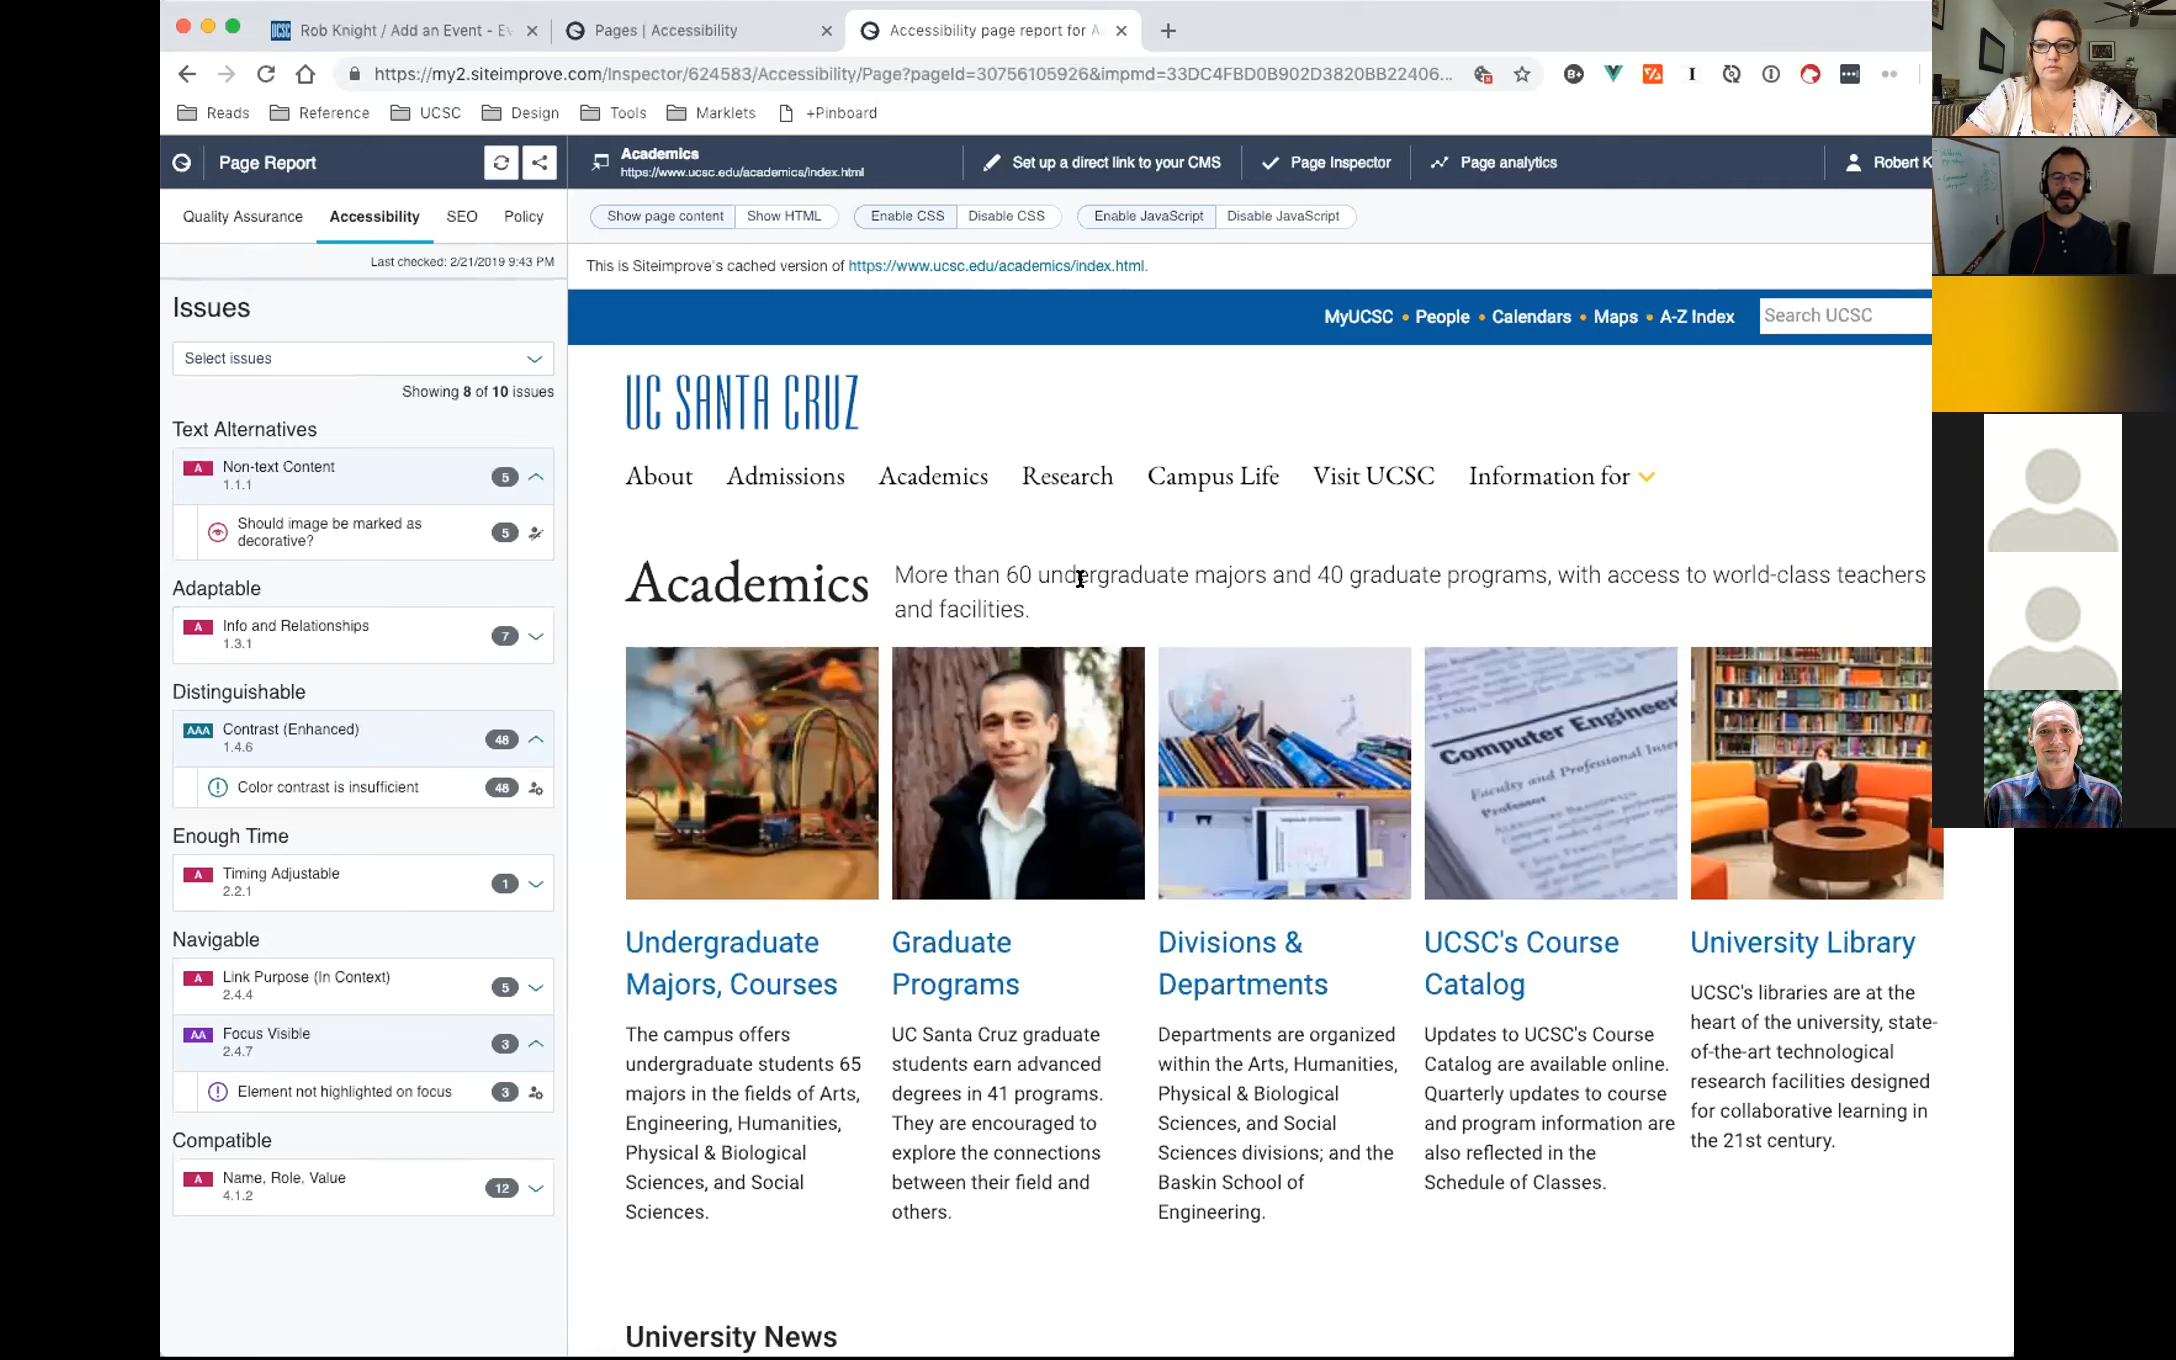 Rob Knight / Add an Event - Ev
Pages | Accessibility
Accessibility page report for A
https://my2.siteimprove.com/Inspector/624583/Accessibility/Page?pageId=30756105926&impmd=33DC4FBD0B902D3820BB22406...
Reads
Reference
UCSC
Design
Tools
Marklets
+Pinboard
Page Report
Academics
https://www.ucsc.edu/academics/index.html
Set up a direct link to your CMS
Page Inspector
Page analytics
Robert K
Quality Assurance
Accessibility
SEO
Policy
Show page content
Show HTML
Enable CSS
Disable CSS
Enable JavaScript
Disable JavaScript
Last checked: 2/21/2019 9:43 PM
This is Siteimprove's cached version of https://www.ucsc.edu/academics/index.html.
Issues
Select issues
Showing 8 of 10 issues
Text Alternatives
A Non-text Content 5
1.1.1
Should image be marked as
decorative?
5
Adaptable
A Info and Relationships 7
1.3.1
Distinguishable
AAA Contrast (Enhanced) 48
1.4.6
Color contrast is insufficient 48
Enough Time
A Timing Adjustable 1
2.2.1
Navigable
A Link Purpose (In Context) 5
2.4.4
AA Focus Visible 3
2.4.7
Element not highlighted on focus 3
Compatible
A Name, Role, Value 12
4.1.2
MyUCSC • People • Calendars • Maps • A-Z Index
Search UCSC
UC SANTA CRUZ
About
Admissions
Academics
Research
Campus Life
Visit UCSC
Information for
Academics
More than 60 undergraduate majors and 40 graduate programs, with access to world-class teachers
and facilities.
Computer Engineer
Faculty and Professional Inter
Professor
Undergraduate
Majors, Courses
The campus offers
undergraduate students 65
majors in the fields of Arts,
Engineering, Humanities,
Physical & Biological
Sciences, and Social
Sciences.
Graduate
Programs
UC Santa Cruz graduate
students earn advanced
degrees in 41 programs.
They are encouraged to
explore the connections
between their field and
others.
Divisions &
Departments
Departments are organized
within the Arts, Humanities,
Physical & Biological
Sciences, and Social
Sciences divisions; and the
Baskin School of
Engineering.
UCSC's Course
Catalog
Updates to UCSC's Course
Catalog are available online.
Quarterly updates to course
and program information are
also reflected in the
Schedule of Classes.
University Library
UCSC's libraries are at the
heart of the university, state-
of-the-art technological
research facilities designed
for collaborative learning in
the 21st century.
University News